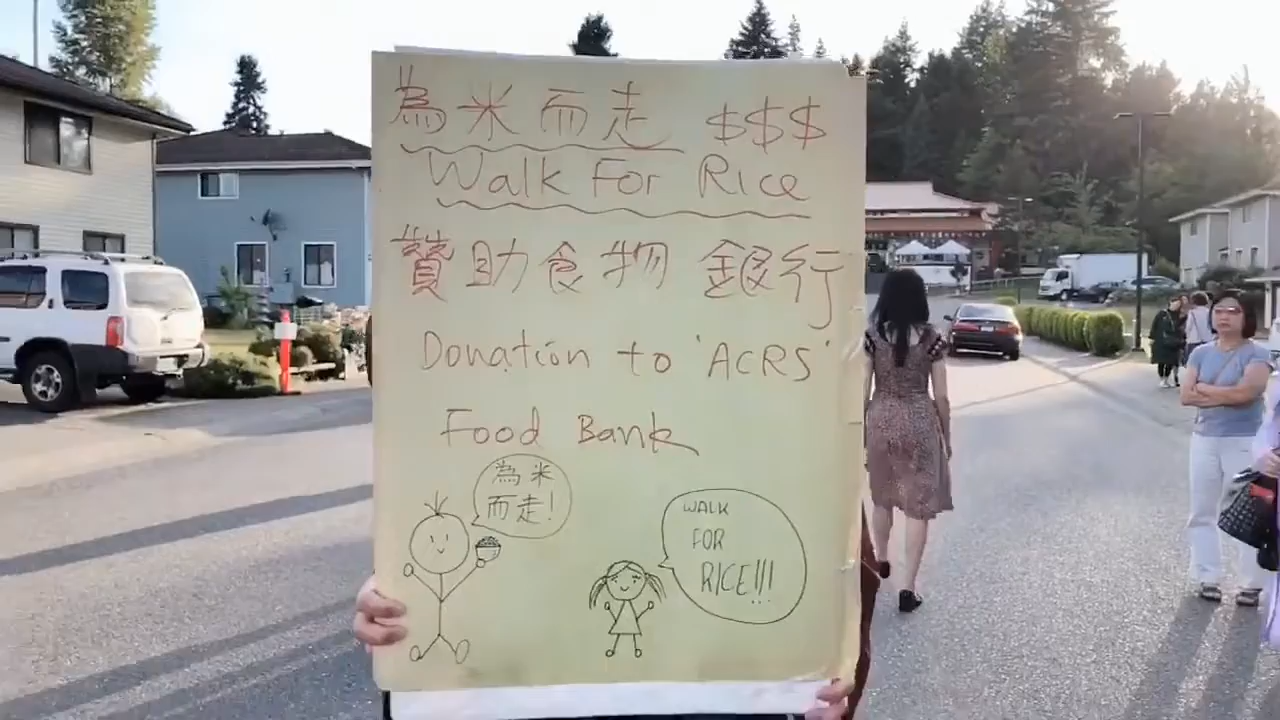 為米而走 $$$
Walk For Rice
贊助食物銀行
Donation to 'ACRS'
Food Bank
為米
而走!
WALK
FOR
RICE!!!